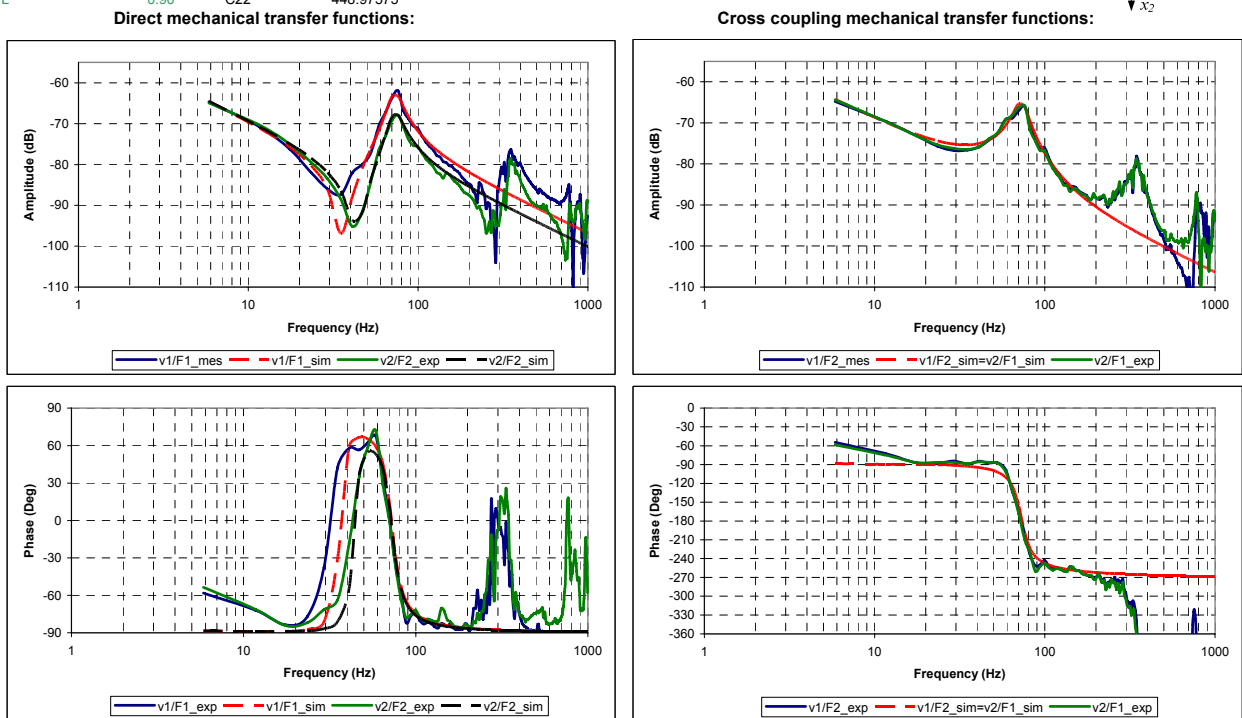 0.90 C22 448.97575
x2
Direct mechanical transfer functions:
Cross coupling mechanical transfer functions:
-60
-70
-80
-90
-100
-110
Amplitude (dB)
1 10 100 1000
Frequency (Hz)
v1/F1_mes v1/F1_sim v2/F2_exp v2/F2_sim
-60
-70
-80
-90
-100
-110
Amplitude (dB)
1 10 100 1000
Frequency (Hz)
v1/F2_mes v1/F2_sim=v2/F1_sim v2/F1_exp
90
60
30
0
-30
-60
-90
Phase (Deg)
1 10 100 1000
Frequency (Hz)
v1/F1_exp v1/F1_sim v2/F2_exp v2/F2_sim
0
-30
-60
-90
-120
-150
-180
-210
-240
-270
-300
-330
-360
Phase (Deg)
1 10 100 1000
Frequency (Hz)
v1/F2_exp v1/F2_sim=v2/F1_sim v2/F1_exp